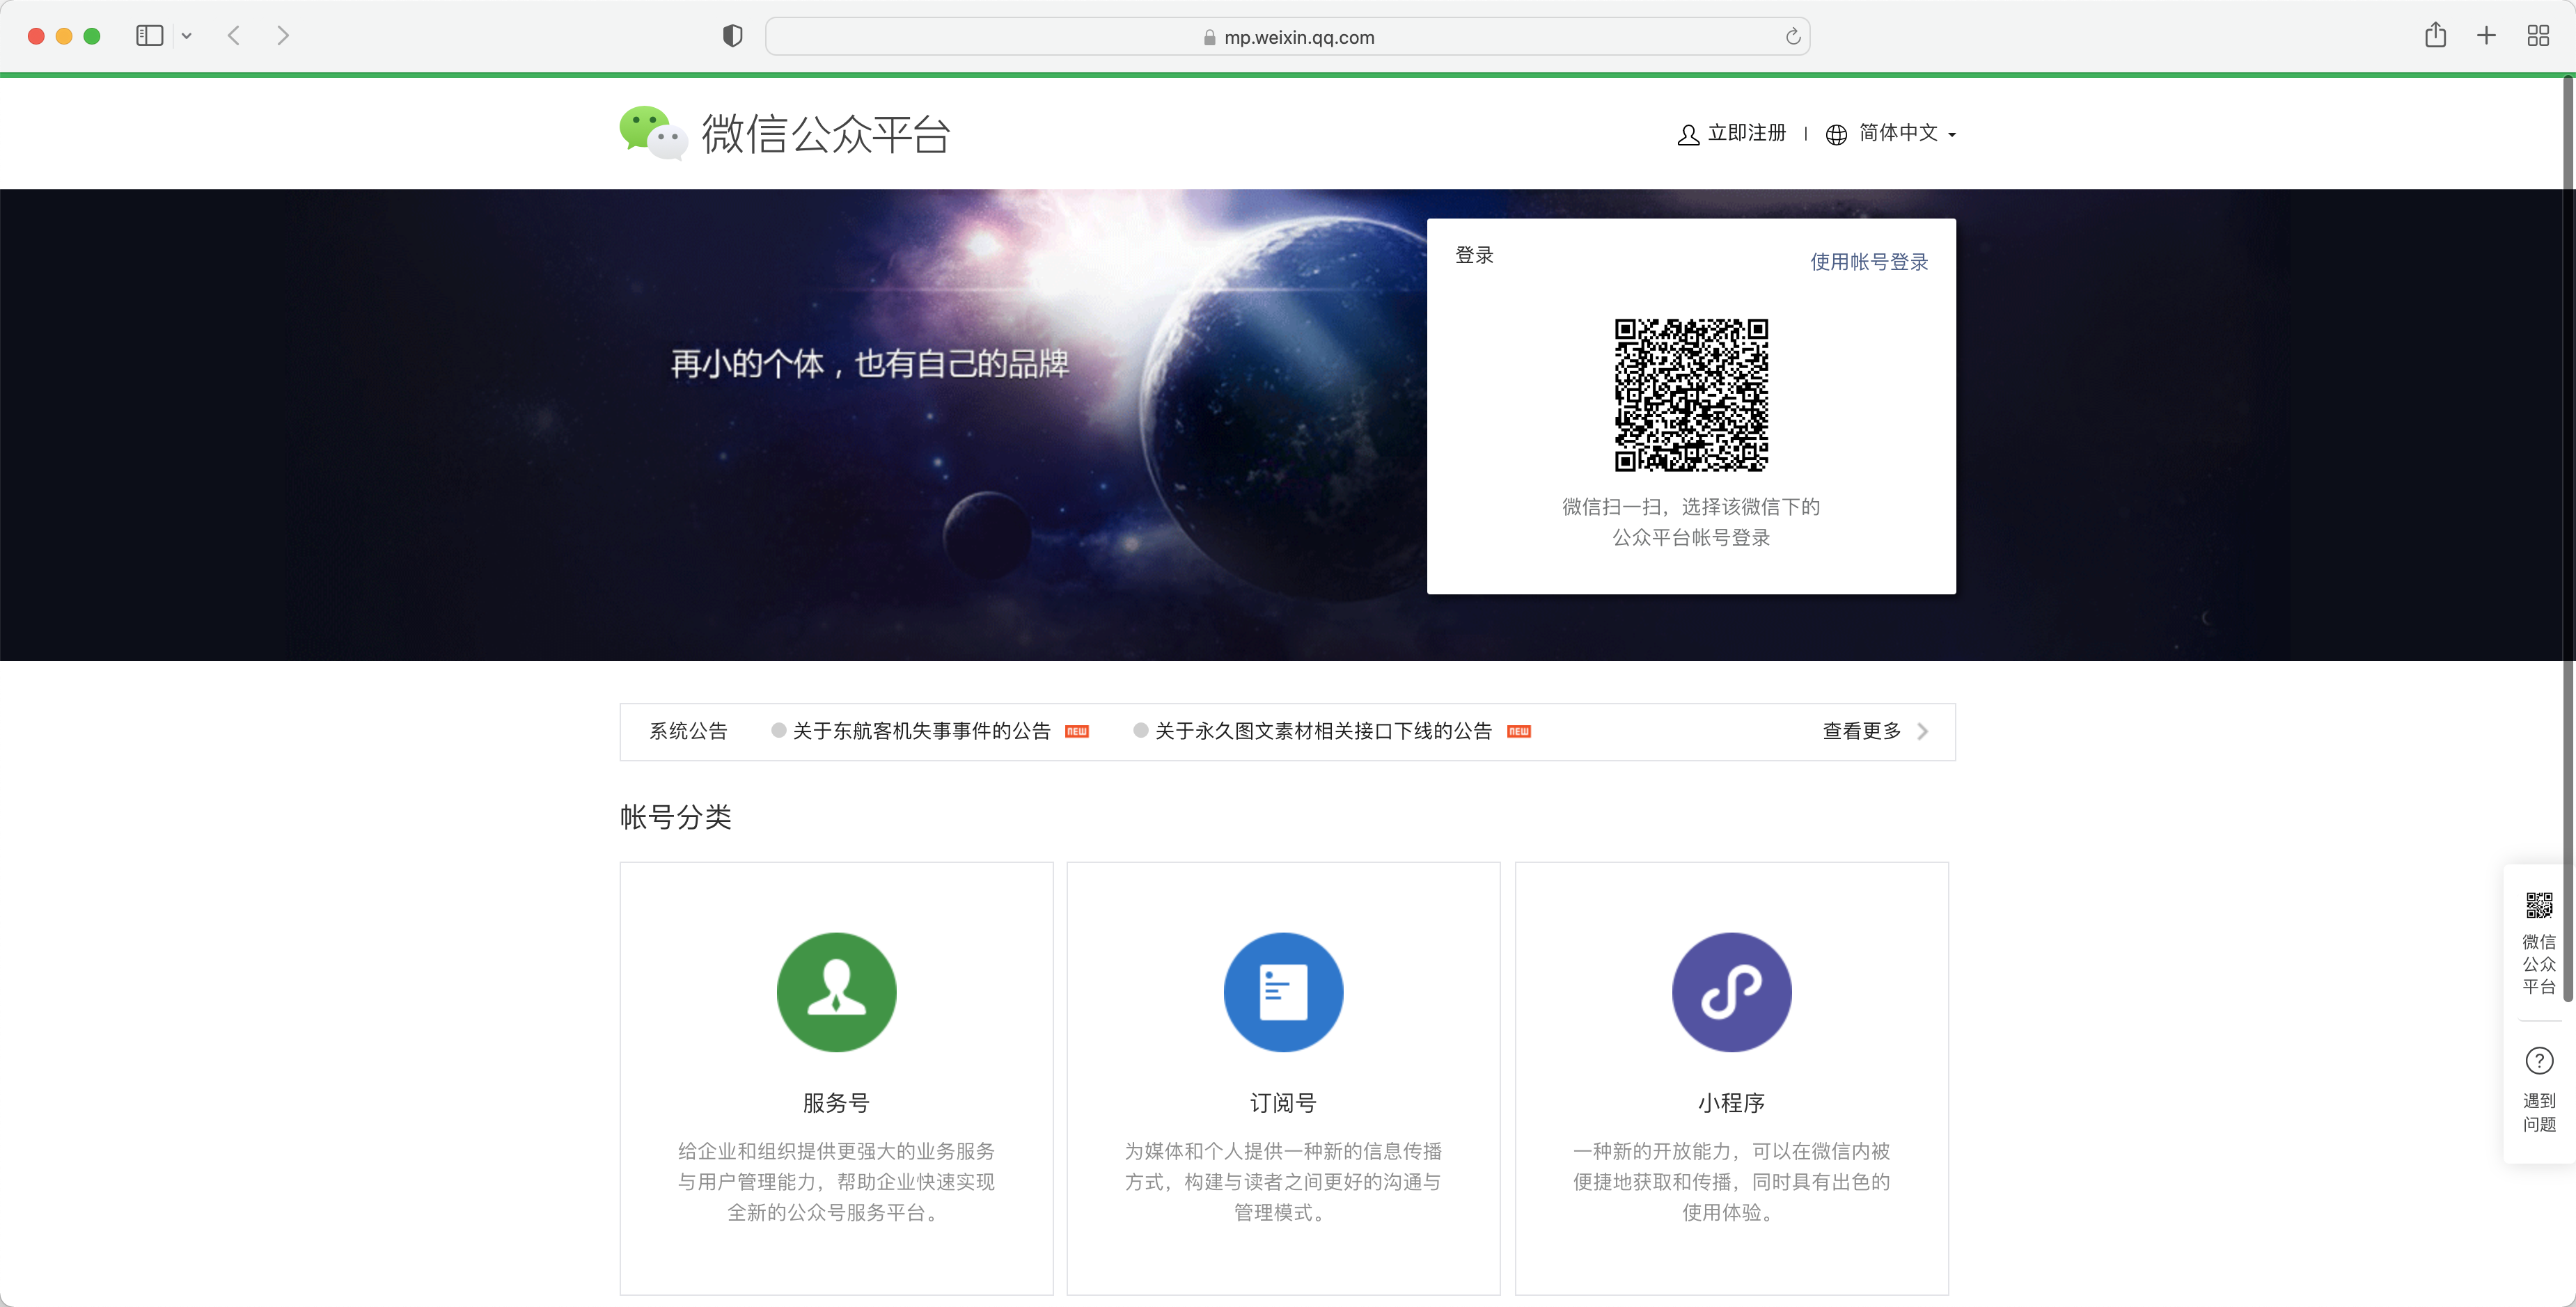 mp.weixin.qq.com
微信公众平台
立即注册
简体中文
登录
使用帐号登录
再小的个体，也有自己的品牌
微信扫一扫，选择该微信下的
公众平台帐号登录
系统公告
关于东航客机失事事件的公告 NEW
关于永久图文素材相关接口下线的公告 NEW
查看更多
帐号分类
服务号
给企业和组织提供更强大的业务服务
与用户管理能力，帮助企业快速实现
全新的公众号服务平台。
订阅号
为媒体和个人提供一种新的信息传播
方式，构建与读者之间更好的沟通与
管理模式。
小程序
一种新的开放能力，可以在微信内被
便捷地获取和传播，同时具有出色的
使用体验。
微信
公众
平台
?
遇到
问题